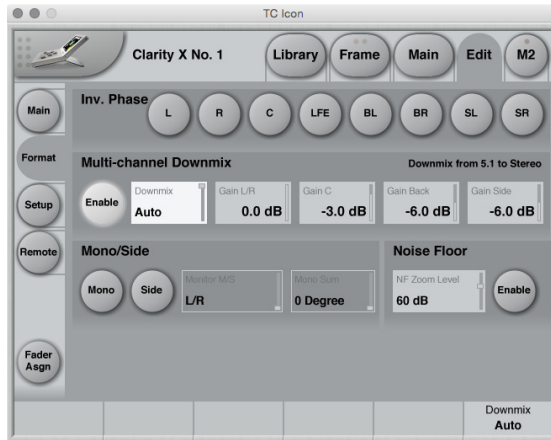 TC Icon
Clarity X No. 1
Library
Frame
Main
Edit
M2
Main
Format
Setup
Remote
Fader
Asgn
Inv. Phase
L
R
C
LFE
BL
BR
SL
SR
Multi-channel Downmix
Downmix from 5.1 to Stereo
Enable
Downmix
Auto
Gain L/R
0.0 dB
Gain C
-3.0 dB
Gain Back
-6.0 dB
Gain Side
-6.0 dB
Mono/Side
Mono
Side
Monitor M/S
L/R
Mono Sum
0 Degree
Noise Floor
NF Zoom Level
60 dB
Enable
Downmix
Auto